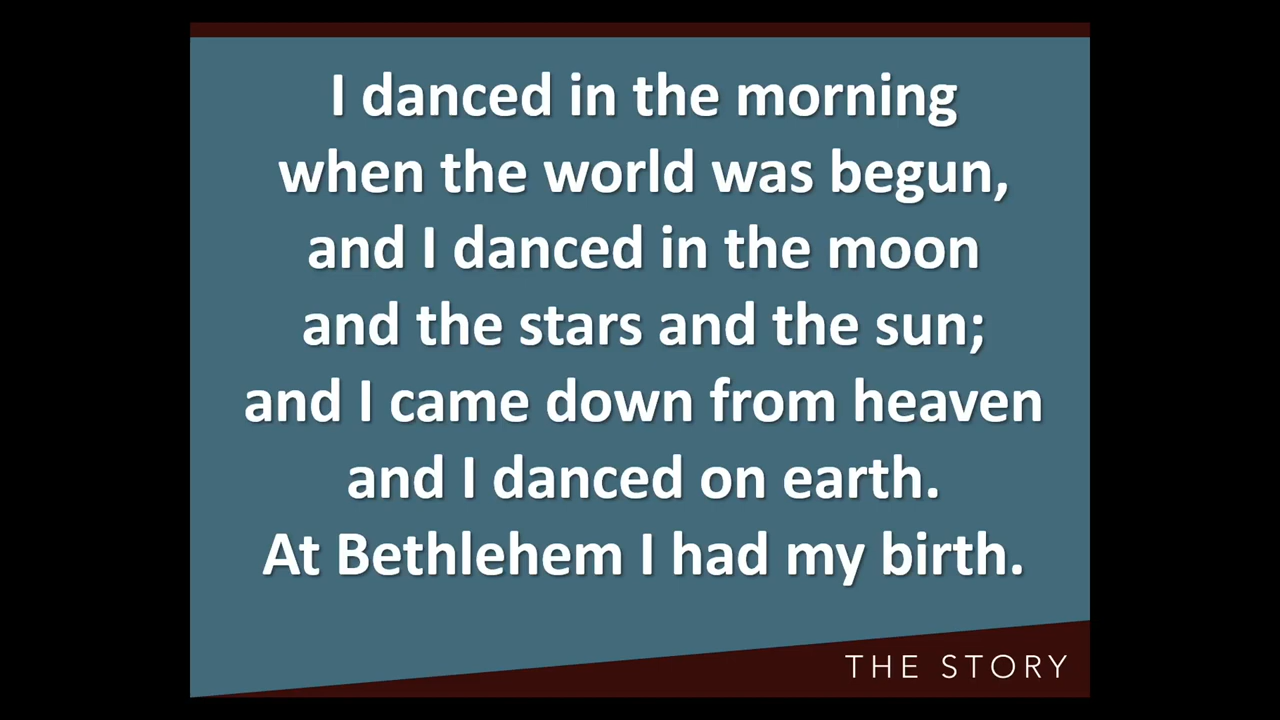 I danced in the morning
when the world was begun,
and I danced in the moon
and the stars and the sun;
and I came down from heaven
and I danced on earth.
At Bethlehem I had my birth.
THE STORY